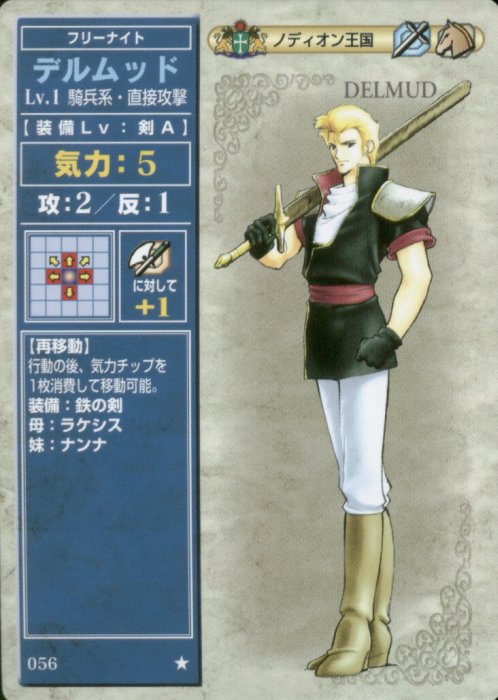 フリーナイト
デルムッド
Lv.1 騎兵系・直接攻撃
【装備Lv：剣A】
気力：5
攻：2／反：1
に対して
+1
【再移動】
行動の後、気力チップを
1枚消費して移動可能。
装備：鉄の剣
母：ラケシス
妹：ナンナ
056 ★
ノディオン王国
DELMUD